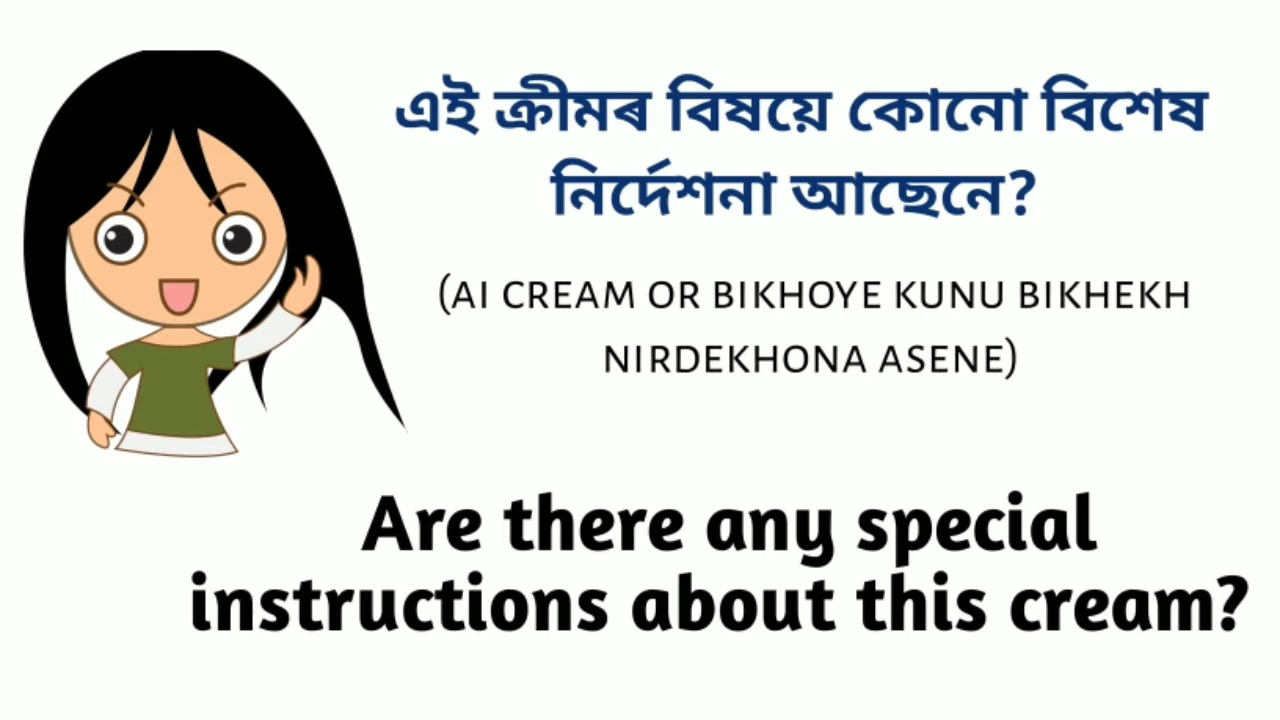 এই ক্ৰীমৰ বিষয়ে কোনো বিশেষ
নিৰ্দেশনা আছেনে?
(AI CREAM OR BIKHOYE KUNU BIKHEKH
NIRDEKHONA ASENE)
Are there any special
instructions about this cream?